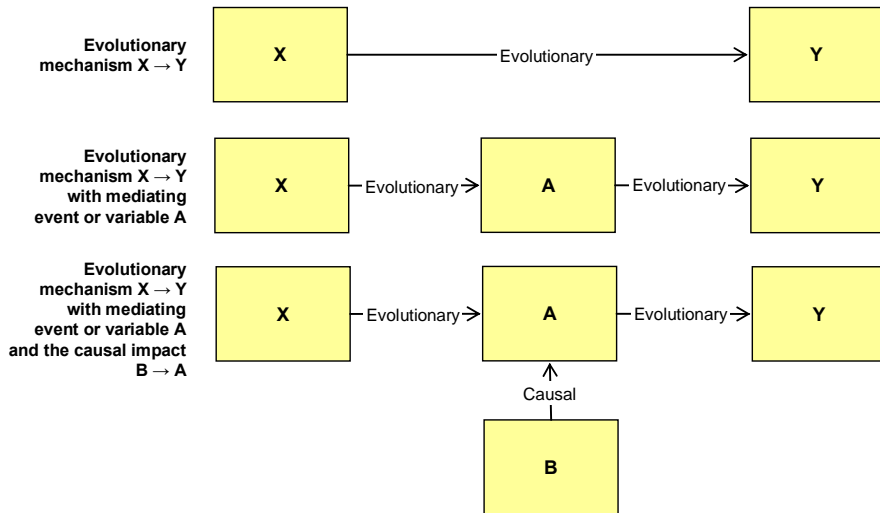 Evolutionary
mechanism X → Y
X
Evolutionary
Y
Evolutionary
mechanism X → Y
with mediating
event or variable A
X
Evolutionary
A
Evolutionary
Y
Evolutionary
mechanism X → Y
with mediating
event or variable A
and the causal impact
B → A
X
Evolutionary
A
Evolutionary
Y
Causal
B